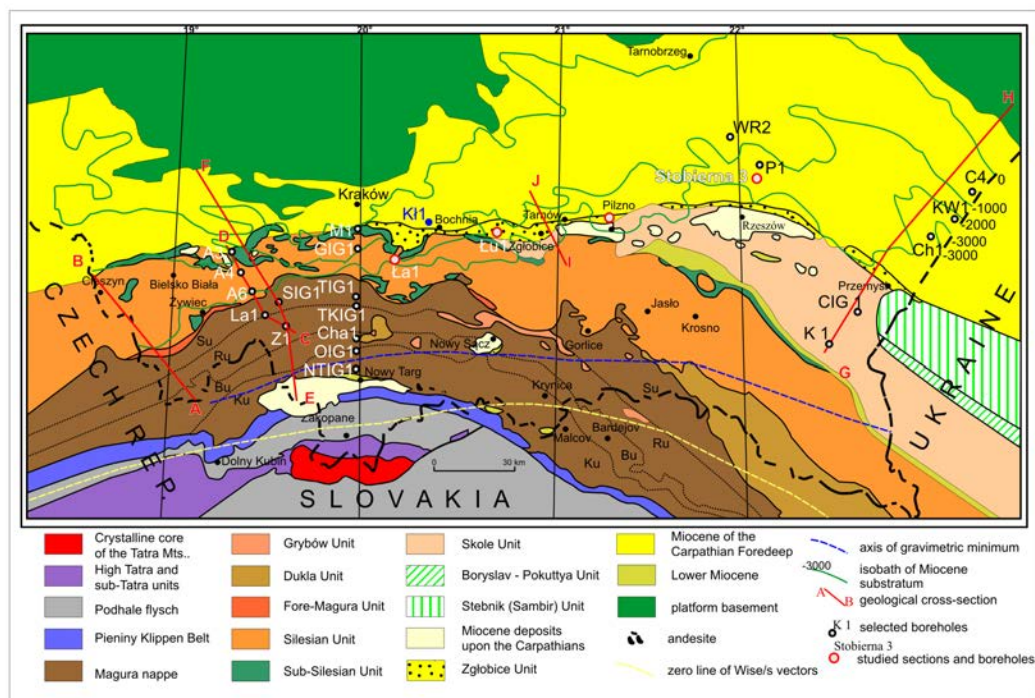 19° 20° 21° 22°
Tarnobrzeg
H
WR2
F
P1
Stobierna 3
C4
0
Kraków
J
Pilzno
KW1
-1000
Kł1
Bochnia
Tarnów
-2000
D
M1
Rzeszów
Ch1
-3000
-3000
GIG1
Łu1
Zgłobice
B
A4
Ła1
I
Cieszyn
Bielsko Biała
Przemyśl
A6
SIG1
TIG1
Jasło
CIG 1
Żywiec
La1
TKIG1
Krosno
Z1
C
Cha1
K 1
Su
OIG1
Nowy Sącz
Gorlice
G
Ru
NTIG1
Nowy Targ
Bu
Krynica
Su
A
Ku
E
Zakopane
Bardejov
Ru
Malcov
Bu
Dolny Kubin
Ku
30 km
0
CZECH REP.
SLOVAKIA
UKRAINE
Crystalline core
of the Tatra Mts..
High Tatra and
sub-Tatra units
Podhale flysch
Pieniny Klippen Belt
Magura nappe
Grybów Unit
Dukla Unit
Fore-Magura Unit
Silesian Unit
Sub-Silesian Unit
Skole Unit
Boryslav - Pokuttya Unit
Stebnik (Sambir) Unit
Miocene deposits
upon the Carpathians
Zgłobice Unit
Miocene of the
Carpathian Foredeep
Lower Miocene
platform basement
andesite
zero line of Wise/s vectors
axis of gravimetric minimum
-3000
isobath of Miocene
substratum
A B geological cross-section
K 1
selected boreholes
Stobierna 3
studied sections and boreholes